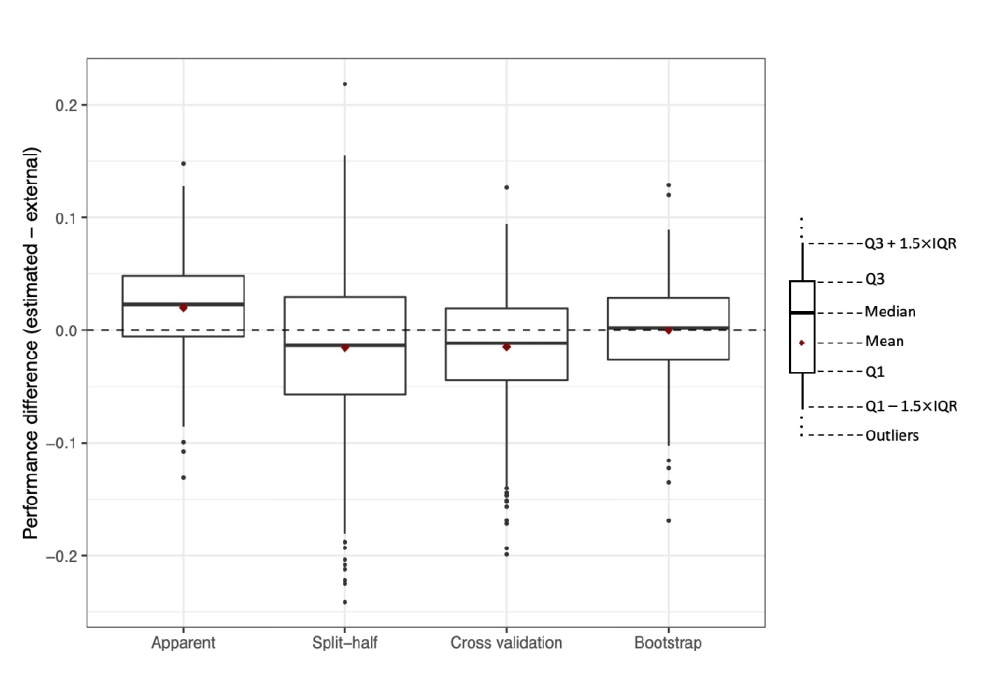 Performance difference (estimated − external)
0.2
0.1
0.0
−0.1
−0.2
Apparent
Split−half
Cross validation
Bootstrap
Q3 + 1.5×IQR
Q3
Median
Mean
Q1
Q1 − 1.5×IQR
Outliers